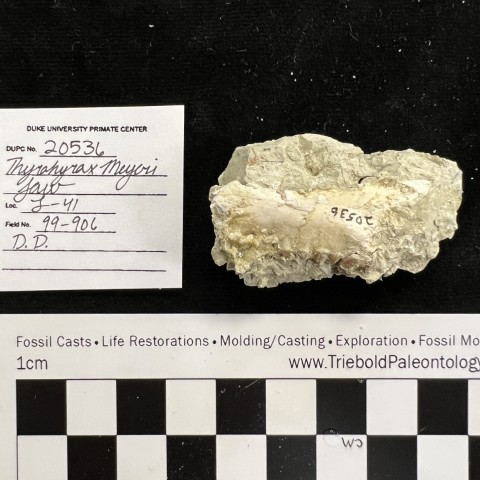 DUKE UNIVERSITY PRIMATE CENTER
DUPC No. 20536
Thyrohyrax Meyeri
Jaw
Loc. L-41
Field No. 99-906
D.D.
20536
Fossil Casts • Life Restorations • Molding/Casting • Exploration • Fossil Mo
1cm www.TrieboldPaleontology
CM